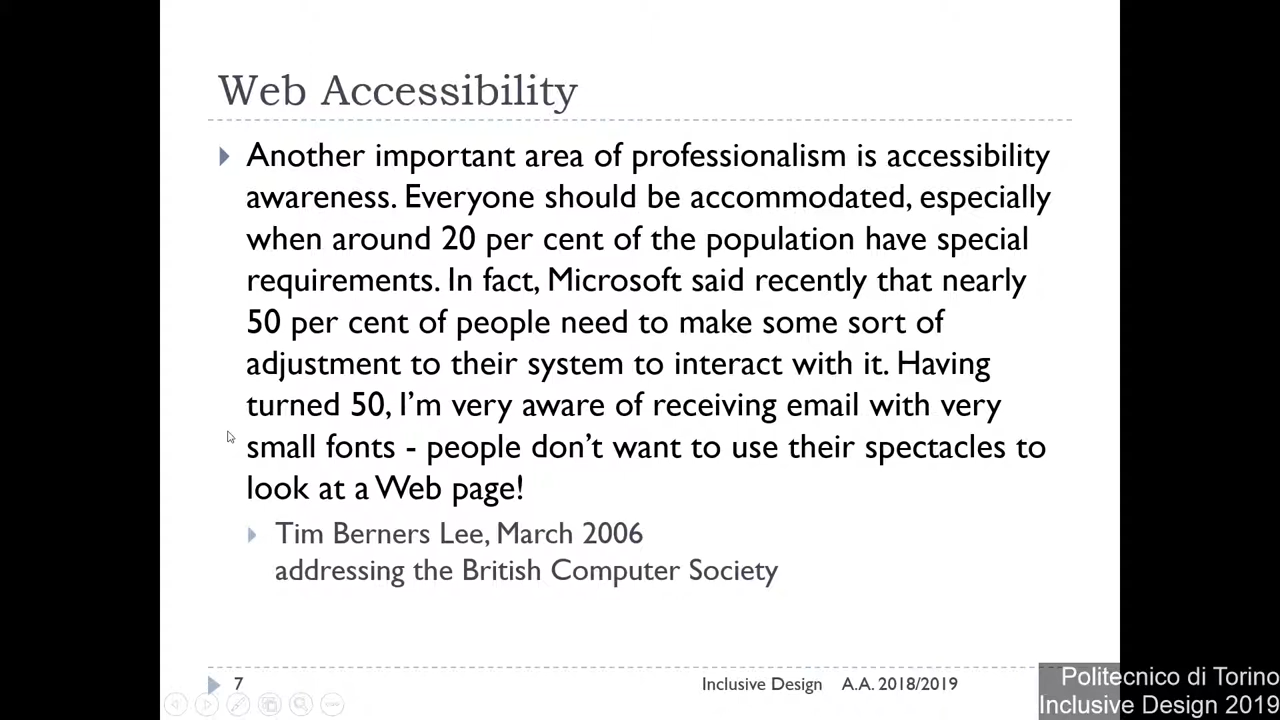 Web Accessibility
Another important area of professionalism is accessibility
awareness. Everyone should be accommodated, especially
when around 20 per cent of the population have special
requirements. In fact, Microsoft said recently that nearly
50 per cent of people need to make some sort of
adjustment to their system to interact with it. Having
turned 50, I’m very aware of receiving email with very
small fonts - people don’t want to use their spectacles to
look at a Web page!
Tim Berners Lee, March 2006
addressing the British Computer Society
7 Inclusive Design A.A. 2018/2019
Politecnico di Torino
Inclusive Design 2019